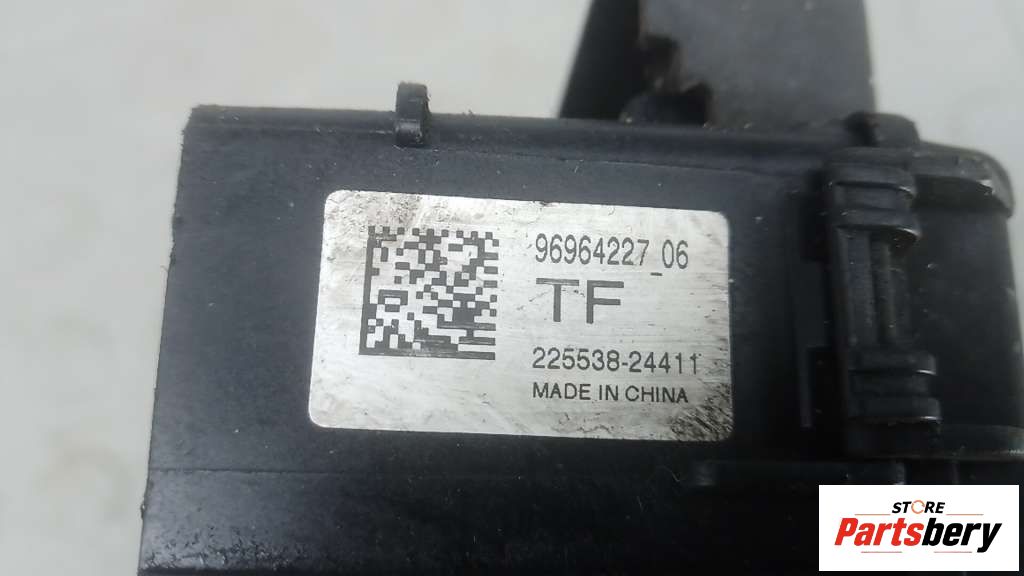 96964227_06
TF
225538-24411
MADE IN CHINA
STORE
Partsbery